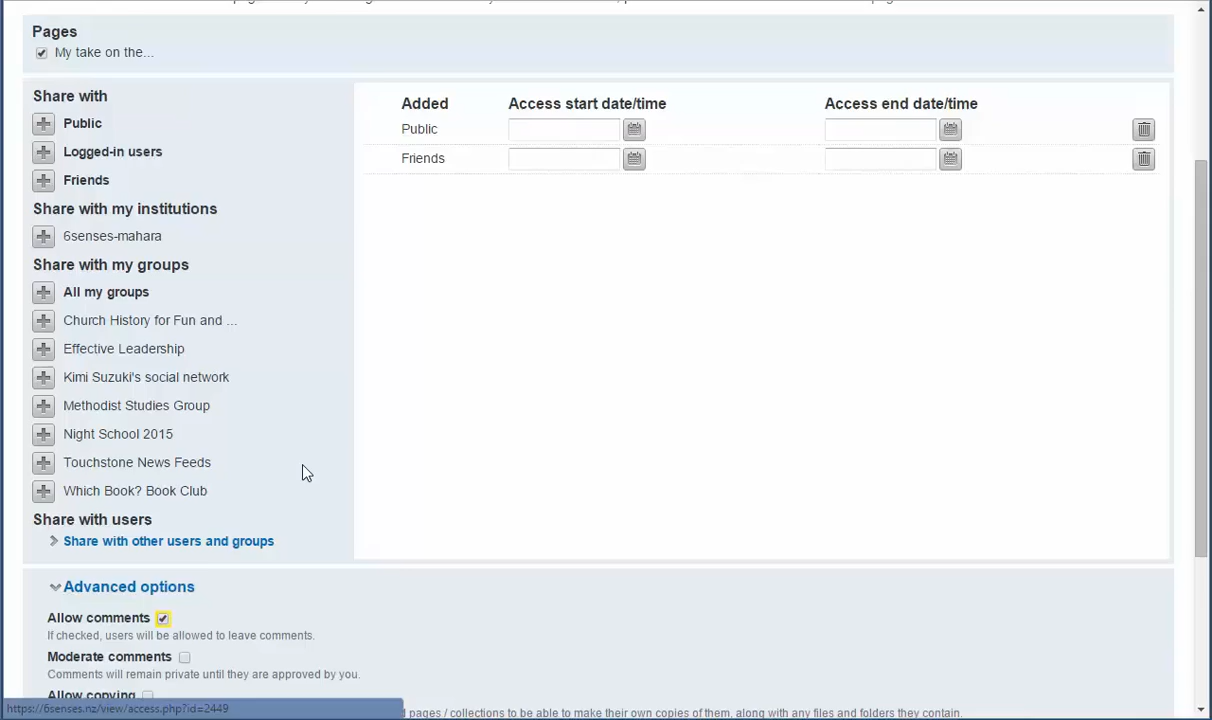 Pages
My take on the...
Share with
Added Access start date/time Access end date/time
Public
Public
Logged-in users
Friends
Friends
Share with my institutions
6senses-mahara
Share with my groups
All my groups
Church History for Fun and ...
Effective Leadership
Kimi Suzuki's social network
Methodist Studies Group
Night School 2015
Touchstone News Feeds
Which Book? Book Club
Share with users
Share with other users and groups
Advanced options
Allow comments
If checked, users will be allowed to leave comments.
Moderate comments
Comments will remain private until they are approved by you.
Allow copying
https://6senses.nz/view/access.php?id=2449
pages / collections to be able to make their own copies of them, along with any files and folders they contain.